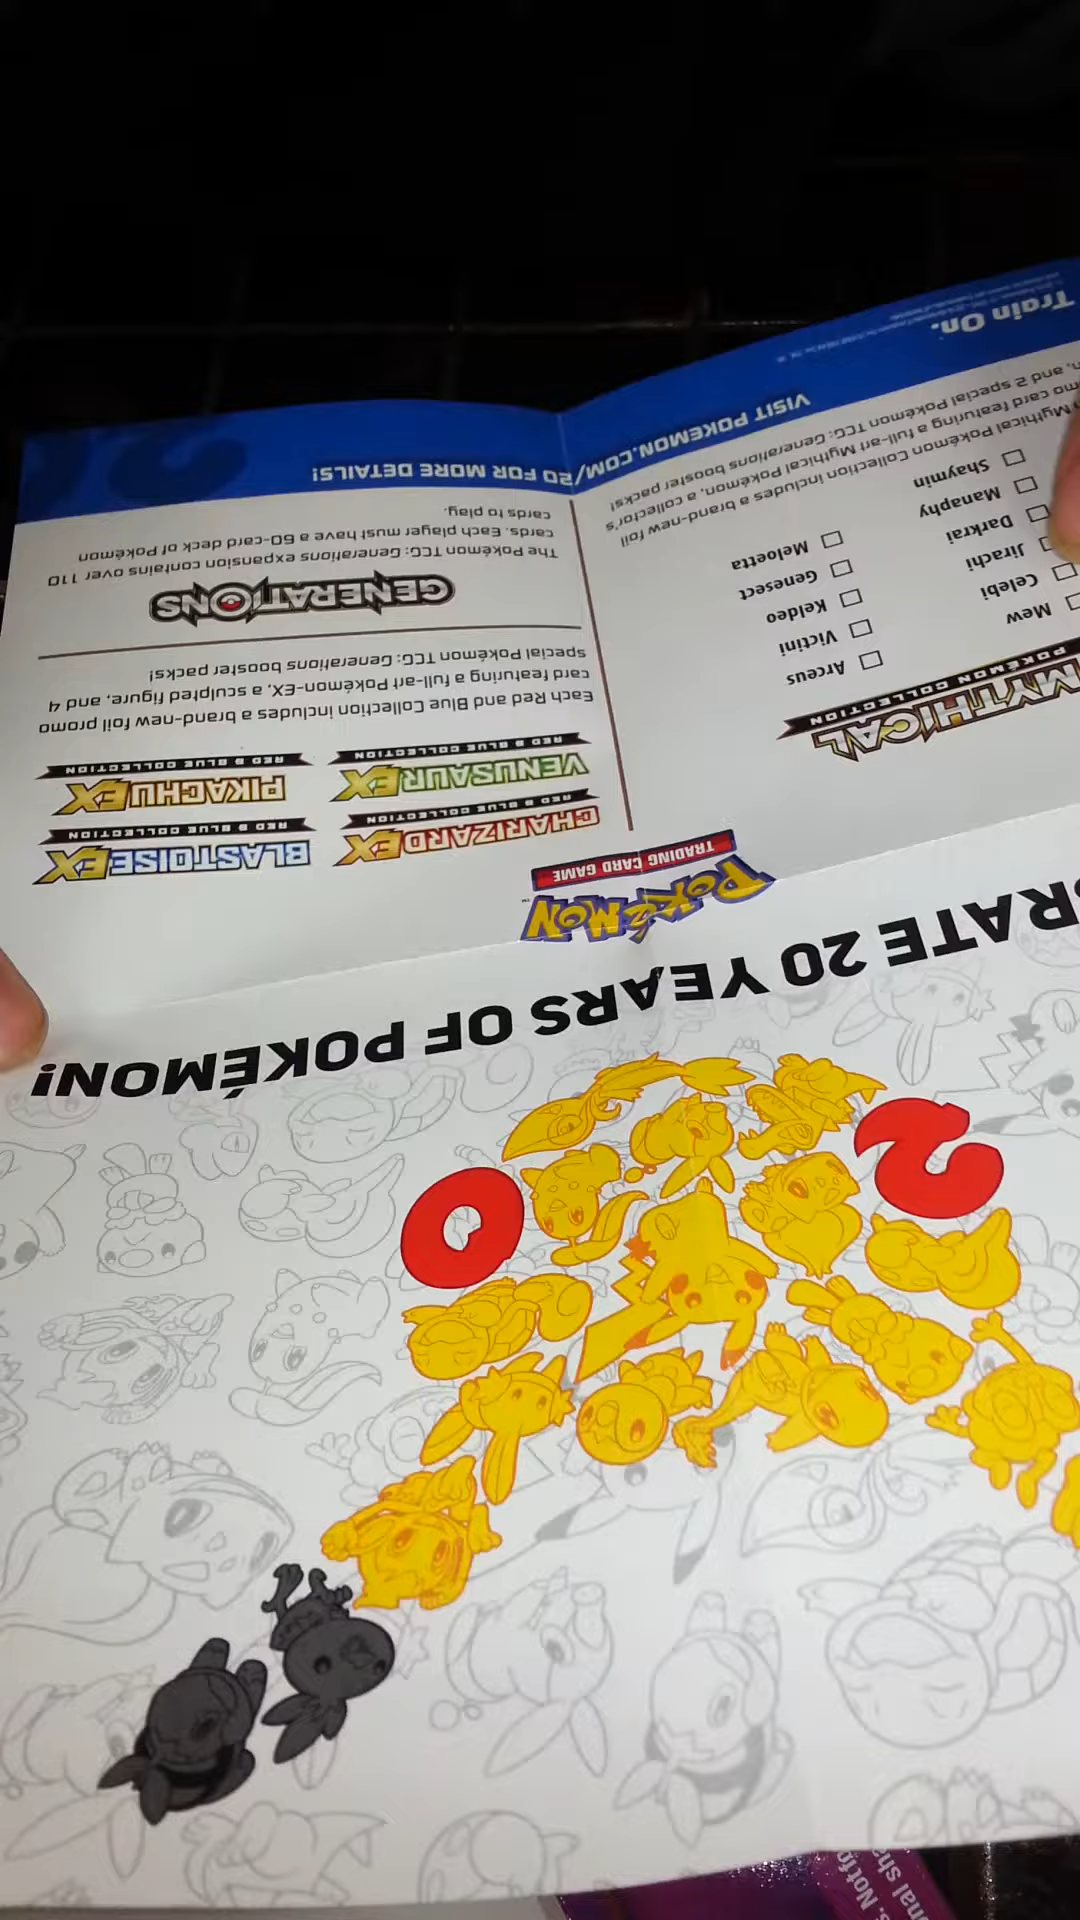 RATE 20 YEARS OF POKÉMON!
20
POKÉMON™
TRADING CARD GAME
MYTHICAL
POKÉMON COLLECTION
Mew
Celebi
Jirachi
Darkrai
Manaphy
Shaymin
Arceus
Victini
Keldeo
Genesect
Meloetta
Mythical Pokémon Collection includes a brand-new foil
mo card featuring a full-art Mythical Pokémon, a collector's
n, and 2 special Pokémon TCG: Generations booster packs!
CHARIZARD EX
RED & BLUE COLLECTION
BLASTOISE EX
RED & BLUE COLLECTION
VENUSAUR EX
RED & BLUE COLLECTION
PIKACHU EX
RED & BLUE COLLECTION
Each Red and Blue Collection includes a brand-new foil promo
card featuring a full-art Pokémon-EX, a sculpted figure, and 4
special Pokémon TCG: Generations booster packs!
GENERATIONS
The Pokémon TCG: Generations expansion contains over 110
cards. Each player must have a 60-card deck of Pokémon
cards to play.
VISIT POKEMON.COM/20 FOR MORE DETAILS!
Train On.
onal sh
s. Not f